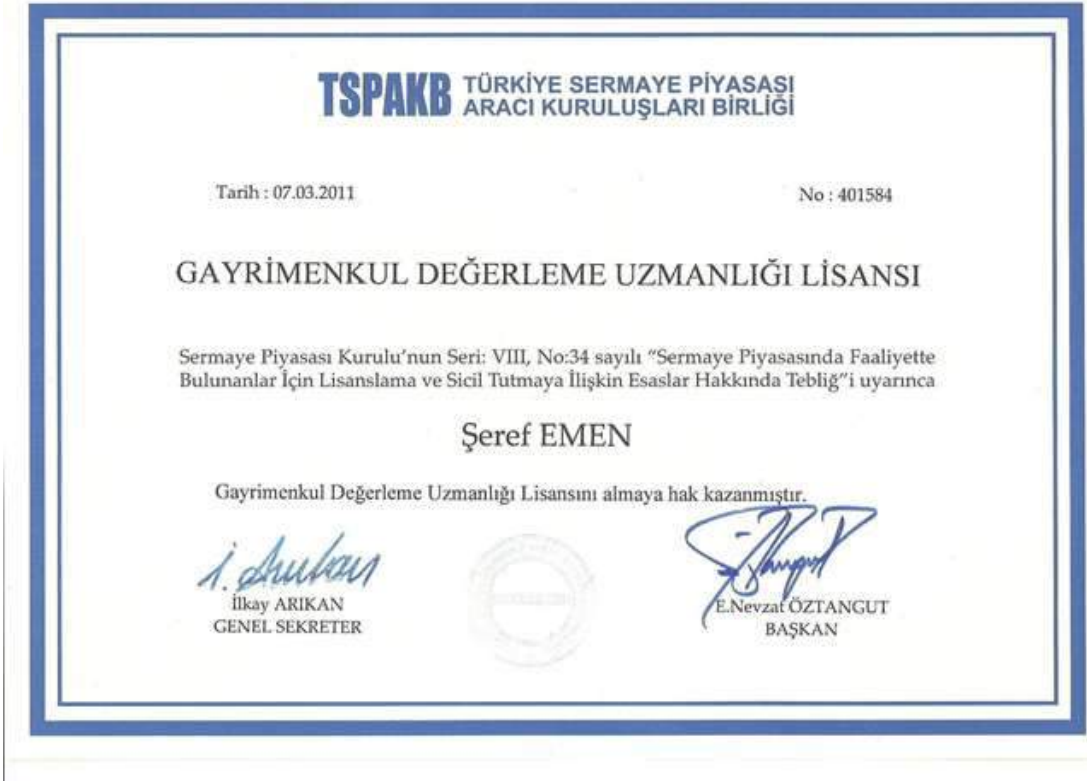 TSPAKB TÜRKİYE SERMAYE PİYASASI
ARACI KURULUŞLARI BİRLİĞİ
Tarih : 07.03.2011
No : 401584
GAYRİMENKUL DEĞERLEME UZMANLIĞI LİSANSI
Sermaye Piyasası Kurulu’nun Seri: VIII, No:34 sayılı “Sermaye Piyasasında Faaliyette
Bulunanlar İçin Lisanslama ve Sicil Tutmaya İlişkin Esaslar Hakkında Tebliğ”i uyarınca
Şeref EMEN
Gayrimenkul Değerleme Uzmanlığı Lisansını almaya hak kazanmıştır.
İlkay ARIKAN
GENEL SEKRETER
E.Nevzat ÖZTANGUT
BAŞKAN